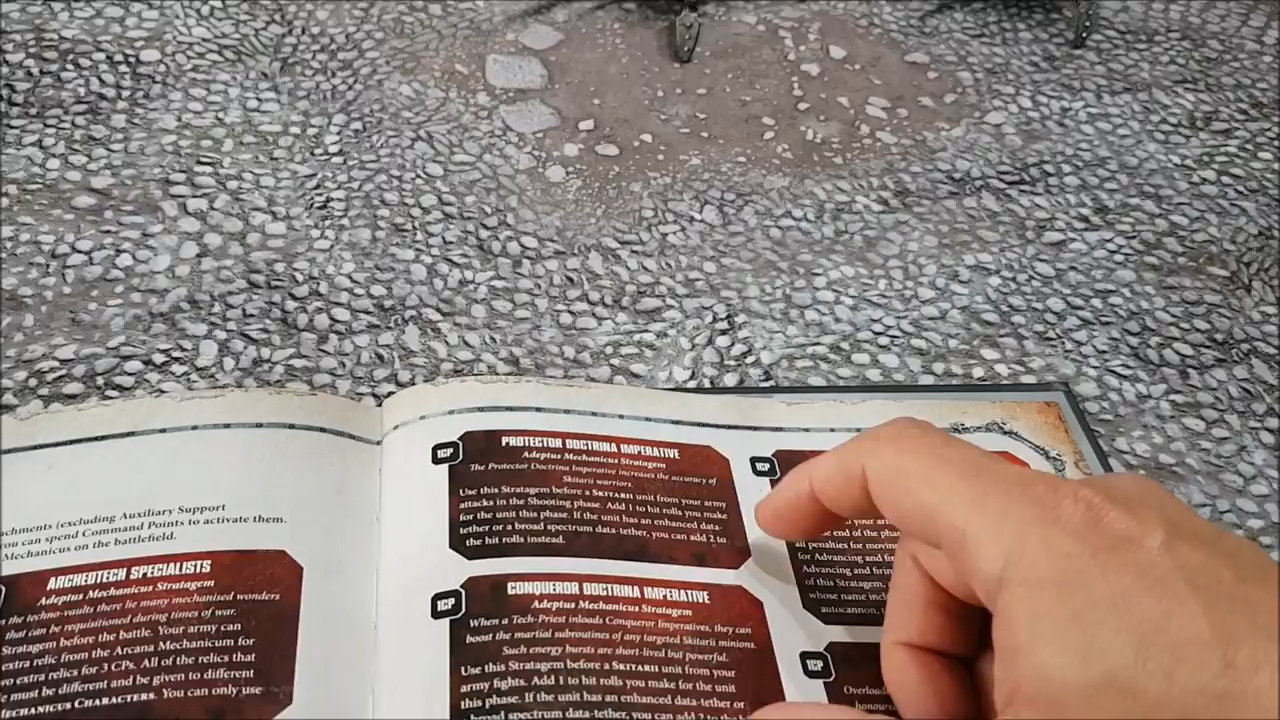 achments (excluding Auxiliary Support
you can spend Command Points to activate them.
Mechanicus on the battlefield.
ARCHEOTECH SPECIALISTS
Adeptus Mechanicus Stratagem
the techno-vaults there lie many mechanised wonders
that can be requisitioned during times of war.
Stratagem before the battle. Your army can
extra relic from the Arcana Mechanicum for
wo extra relics for 3 CPs. All of the relics that
e must be different and be given to different
MECHANICUS CHARACTERS. You can only use
1CP
PROTECTOR DOCTRINA IMPERATIVE
Adeptus Mechanicus Stratagem
The Protector Doctrina Imperative increases the accuracy of
Skitarii warriors.
Use this Stratagem before a SKITARII unit from your army
attacks in the Shooting phase. Add 1 to hit rolls you make
for the unit this phase. If the unit has an enhanced data-
tether or a broad spectrum data-tether, you can add 2 to
the hit rolls instead.
1CP
CONQUEROR DOCTRINA IMPERATIVE
Adeptus Mechanicus Stratagem
When a Tech-Priest inloads Conqueror Imperatives, they can
boost the martial subroutines of any targeted Skitarii minions.
Such energy bursts are short-lived but powerful.
Use this Stratagem before a SKITARII unit from your
army fights. Add 1 to hit rolls you make for the unit
this phase. If the unit has an enhanced data-tether or
broad spectrum data-tether, you can add 2 to the
1CP
your
end of the
all penalties for
for Advancing and
Advancing and
of this Stratagem,
whose name
autocannon,
1CP